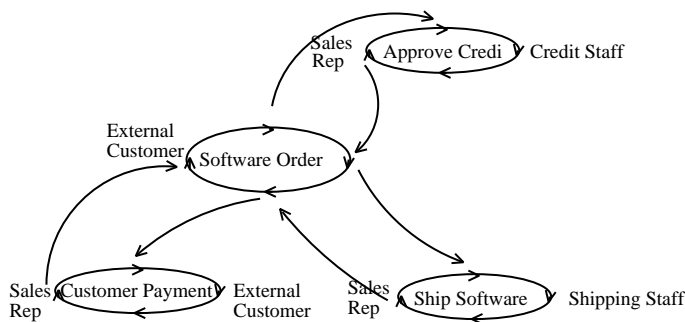 Sales
Rep
Approve Credi
Credit Staff
External
Customer
Software Order
Sales
Rep
Customer Payment
External
Customer
Sales
Rep
Ship Software
Shipping Staff